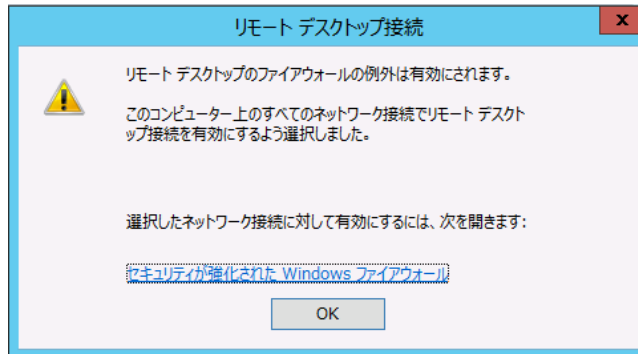 リモート デスクトップ接続
x
リモート デスクトップのファイアウォールの例外は有効にされます。
このコンピューター上のすべてのネットワーク接続でリモート デスクト
ップ接続を有効にするよう選択しました。
選択したネットワーク接続に対して有効にするには、次を開きます:
セキュリティが強化された Windows ファイアウォール
OK